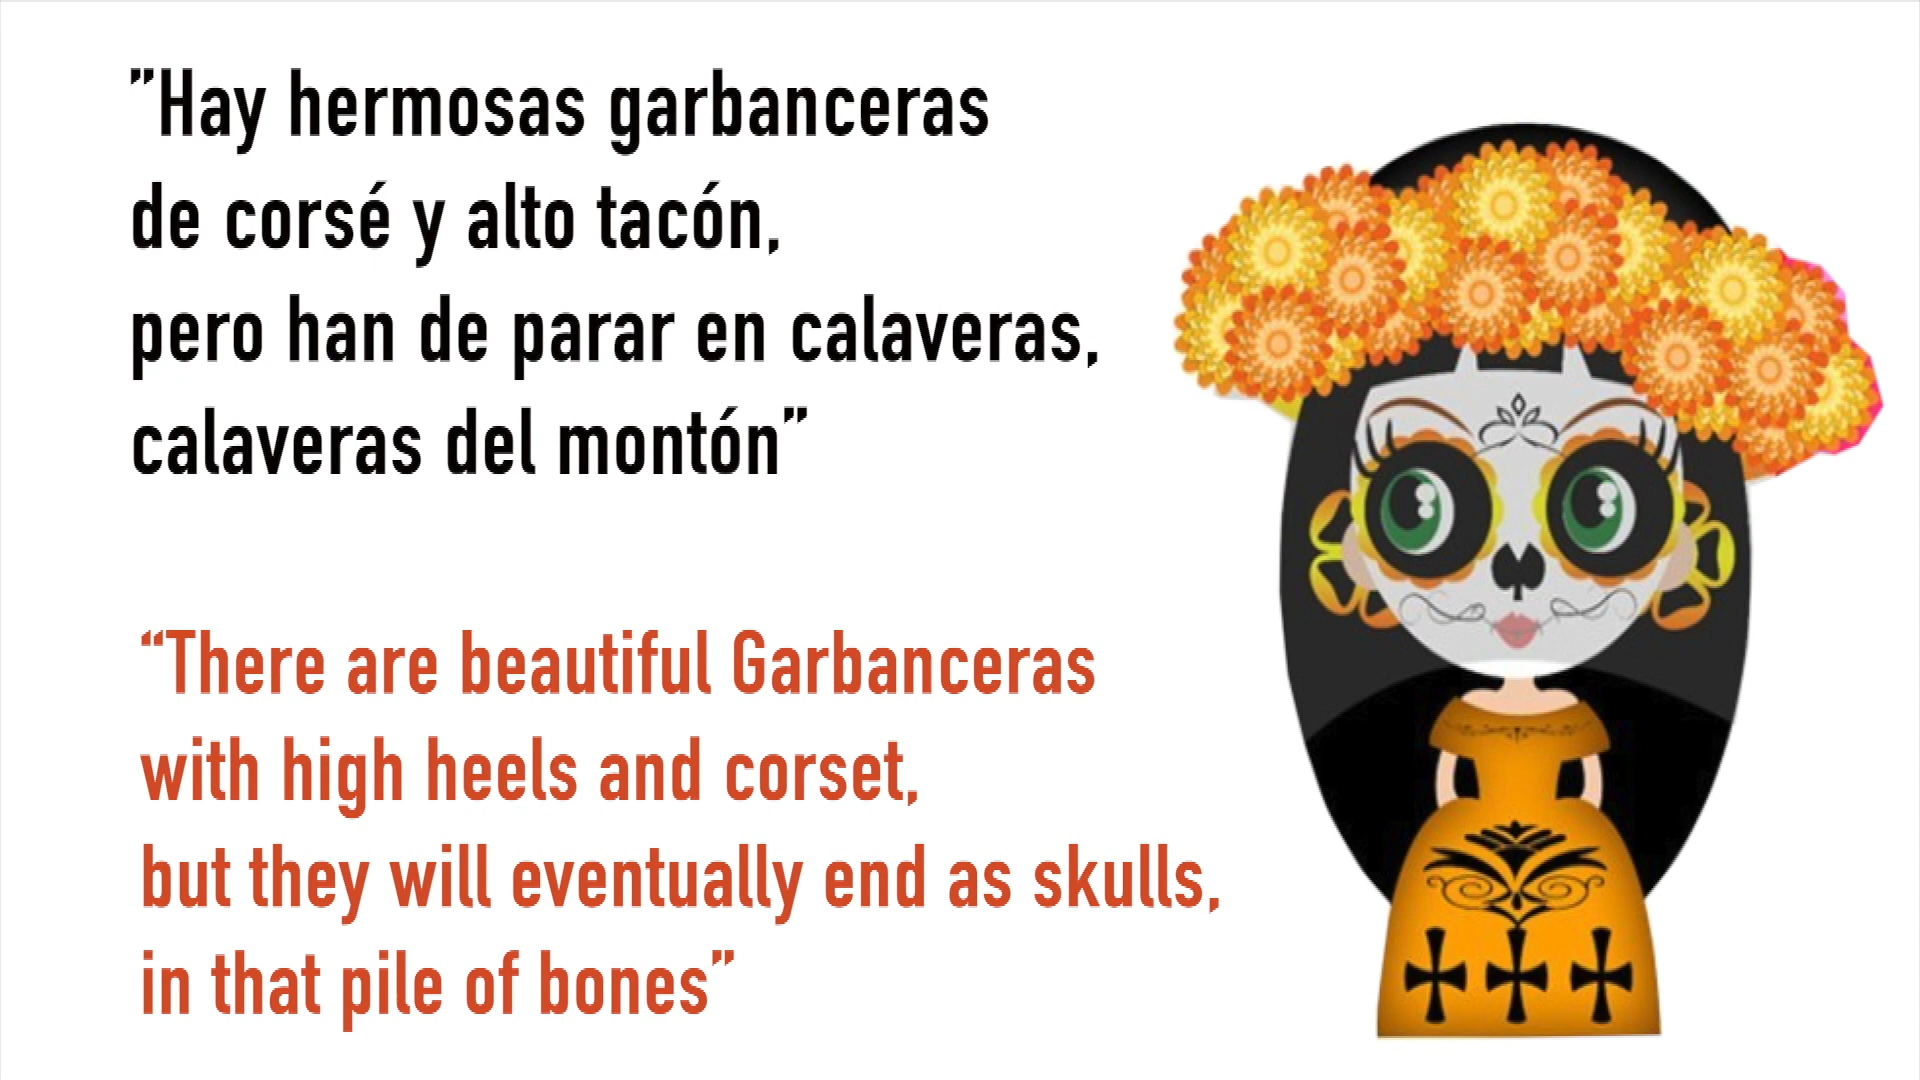 ”Hay hermosas garbanceras
de corsé y alto tacón,
pero han de parar en calaveras,
calaveras del montón”
“There are beautiful Garbanceras
with high heels and corset,
but they will eventually end as skulls,
in that pile of bones”